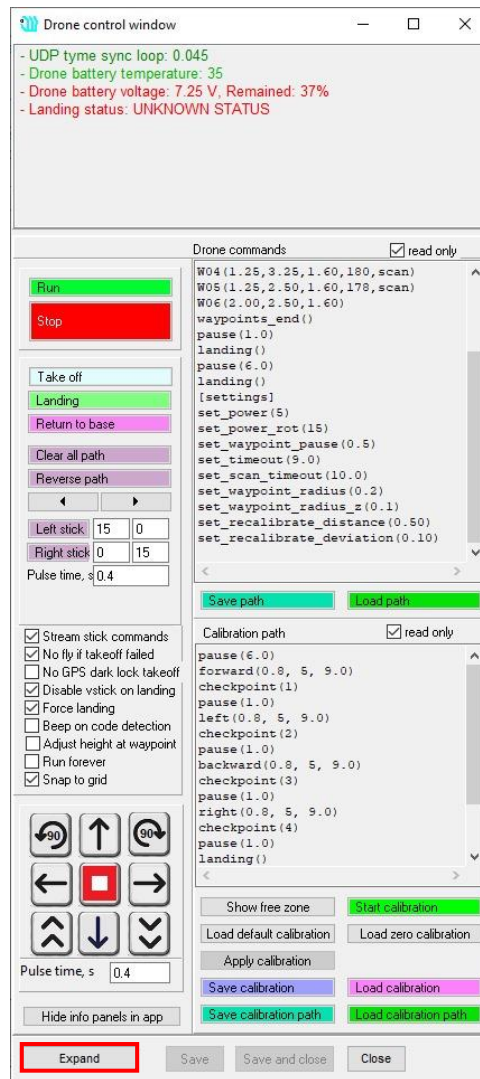 Drone control window
- UDP tyme sync loop: 0.045
- Drone battery temperature: 35
- Drone battery voltage: 7.25 V, Remained: 37%
- Landing status: UNKNOWN STATUS
Drone commands
read only
Run
Stop
Take off
Landing
Return to base
Clear all path
Reverse path
Left stick 15 0
Right stick 0 15
Pulse time, s 0.4
W04(1.25,3.25,1.60,180,scan)
W05(1.25,2.50,1.60,178,scan)
W06(2.00,2.50,1.60)
waypoints_end()
pause(1.0)
landing()
pause(6.0)
landing()
[settings]
set_power(5)
set_power_rot(15)
set_waypoint_pause(0.5)
set_timeout(9.0)
set_scan_timeout(10.0)
set_waypoint_radius(0.2)
set_waypoint_radius_z(0.1)
set_recalibrate_distance(0.50)
set_recalibrate_deviation(0.10)
Save path
Load path
Stream stick commands
No fly if takeoff failed
No GPS dark lock takeoff
Disable vstick on landing
Force landing
Beep on code detection
Adjust height at waypoint
Run forever
Snap to grid
Calibration path
read only
pause(6.0)
forward(0.8, 5, 9.0)
checkpoint(1)
pause(1.0)
left(0.8, 5, 9.0)
checkpoint(2)
pause(1.0)
backward(0.8, 5, 9.0)
checkpoint(3)
pause(1.0)
right(0.8, 5, 9.0)
checkpoint(4)
pause(1.0)
landing()
90
90
Pulse time, s 0.4
Hide info panels in app
Show free zone
Start calibration
Load default calibration
Load zero calibration
Apply calibration
Save calibration
Load calibration
Save calibration path
Load calibration path
Expand
Save
Save and close
Close